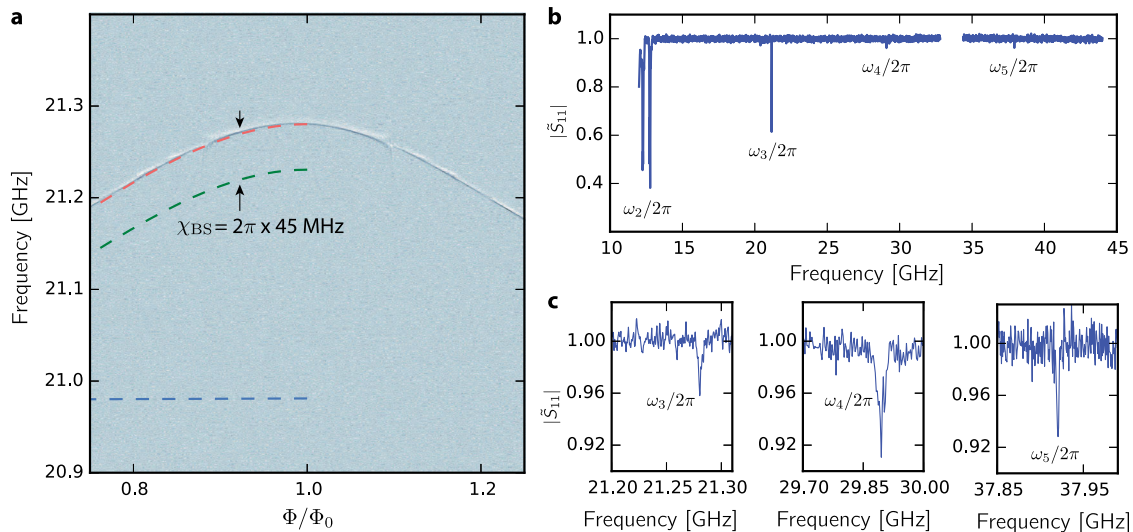 a
21.3
21.2
21.1
21.0
20.9
Frequency [GHz]
0.8
1.0
1.2
Φ/Φ₀
χ_BS = 2π x 45 MHz
b
1.0
0.8
0.6
0.4
|S̃₁₁|
ω₂/2π
ω₃/2π
ω₄/2π
ω₅/2π
10 15 20 25 30 35 40 45
Frequency [GHz]
c
1.00
0.96
0.92
|S̃₁₁|
ω₃/2π
21.20 21.25 21.30
Frequency [GHz]
1.00
0.96
0.92
ω₄/2π
29.70 29.85 30.00
Frequency [GHz]
1.00
0.96
0.92
ω₅/2π
37.85 37.95
Frequency [GHz]